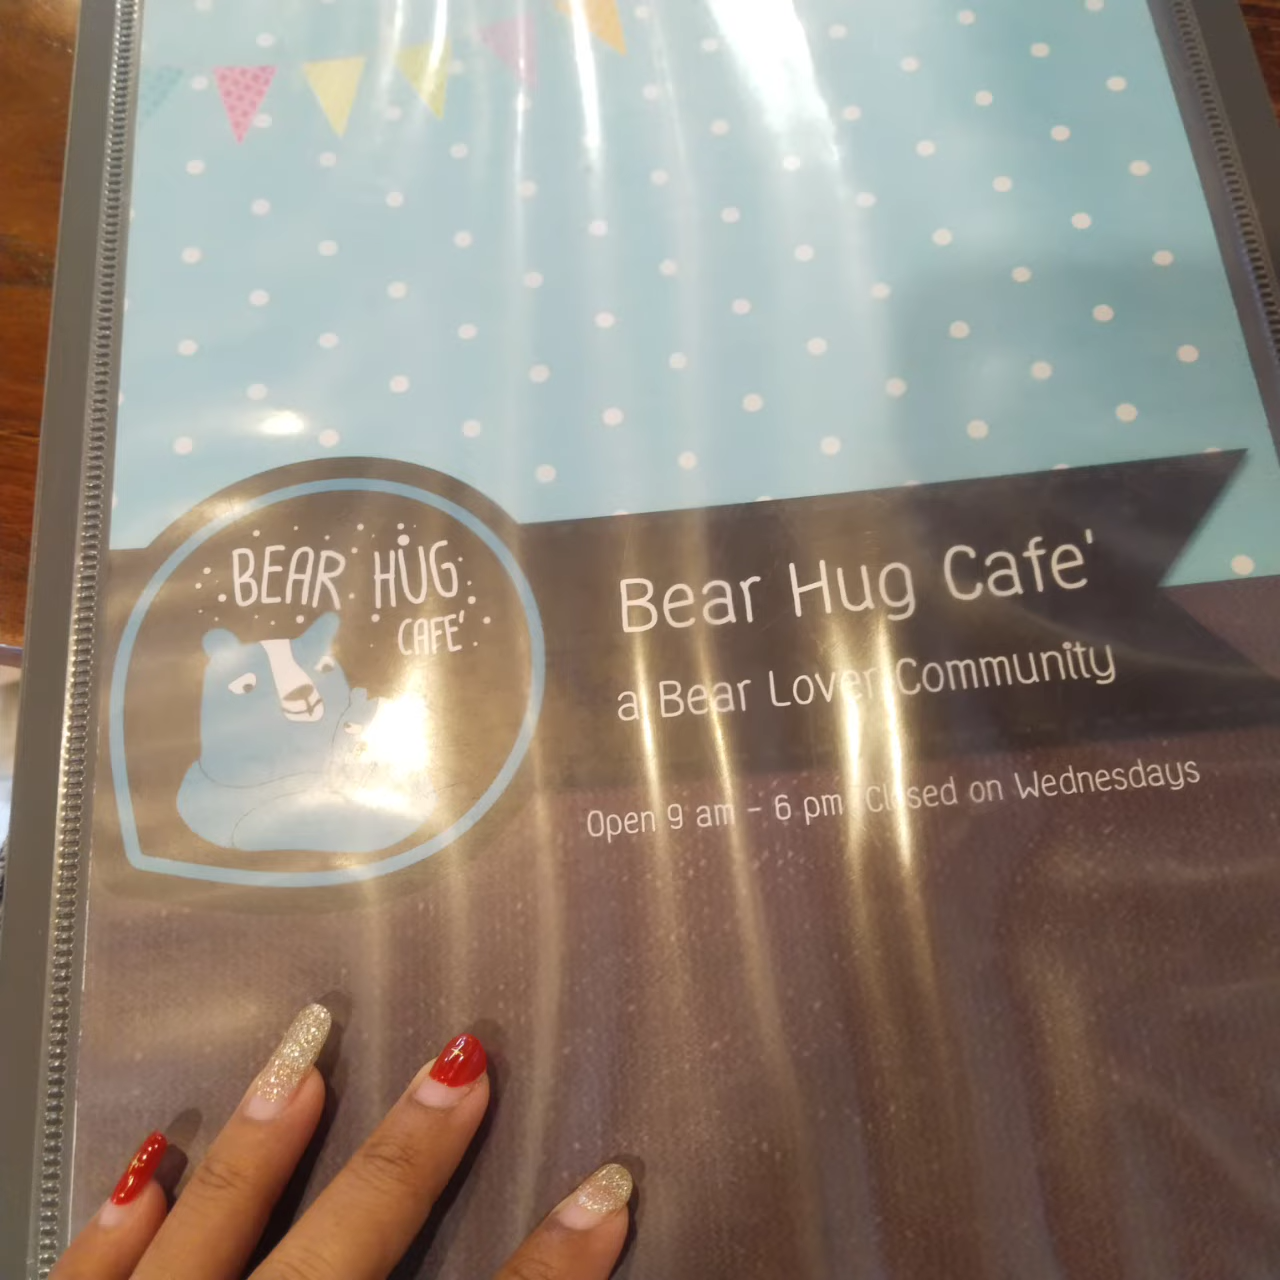 BEAR HUG
CAFE'
Bear Hug Cafe'
a Bear Lover Community
Open 9 am - 6 pm Closed on Wednesdays